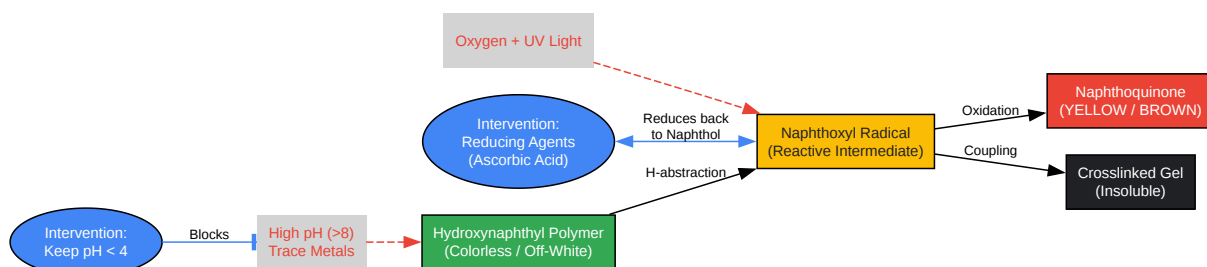 Oxygen + UV Light
Intervention:
Reducing Agents
(Ascorbic Acid)
Reduces back
to Naphthol
Naphthoxyl Radical
(Reactive Intermediate)
Oxidation
Naphthoquinone
(YELLOW / BROWN)
Coupling
Crosslinked Gel
(Insoluble)
H-abstraction
Intervention:
Keep pH < 4
Blocks
High pH (>8)
Trace Metals
Hydroxynaphthyl Polymer
(Colorless / Off-White)